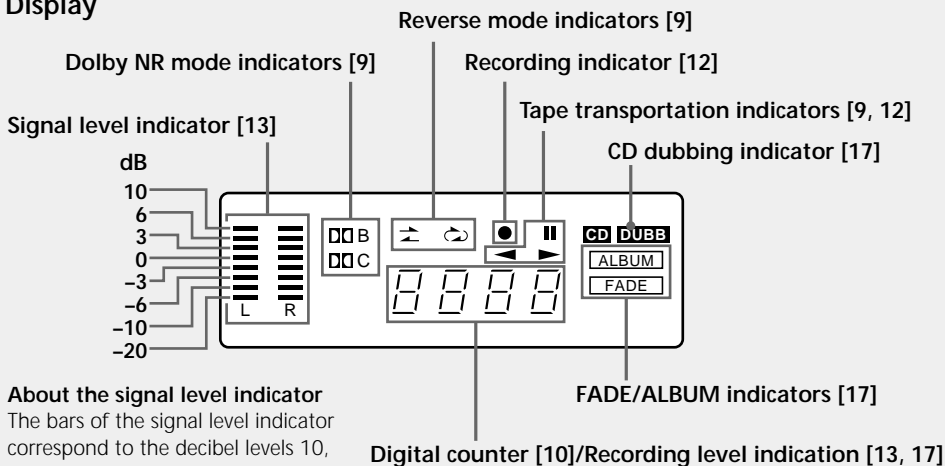 Display
Reverse mode indicators [9]
Dolby NR mode indicators [9]
Recording indicator [12]
Tape transportation indicators [9, 12]
Signal level indicator [13]
CD dubbing indicator [17]
dB
10
6
3
0
–3
–6
–10
–20
L R
B
C
8888
CD DUBB
ALBUM
FADE
About the signal level indicator
The bars of the signal level indicator
correspond to the decibel levels 10,
FADE/ALBUM indicators [17]
Digital counter [10]/Recording level indication [13, 17]